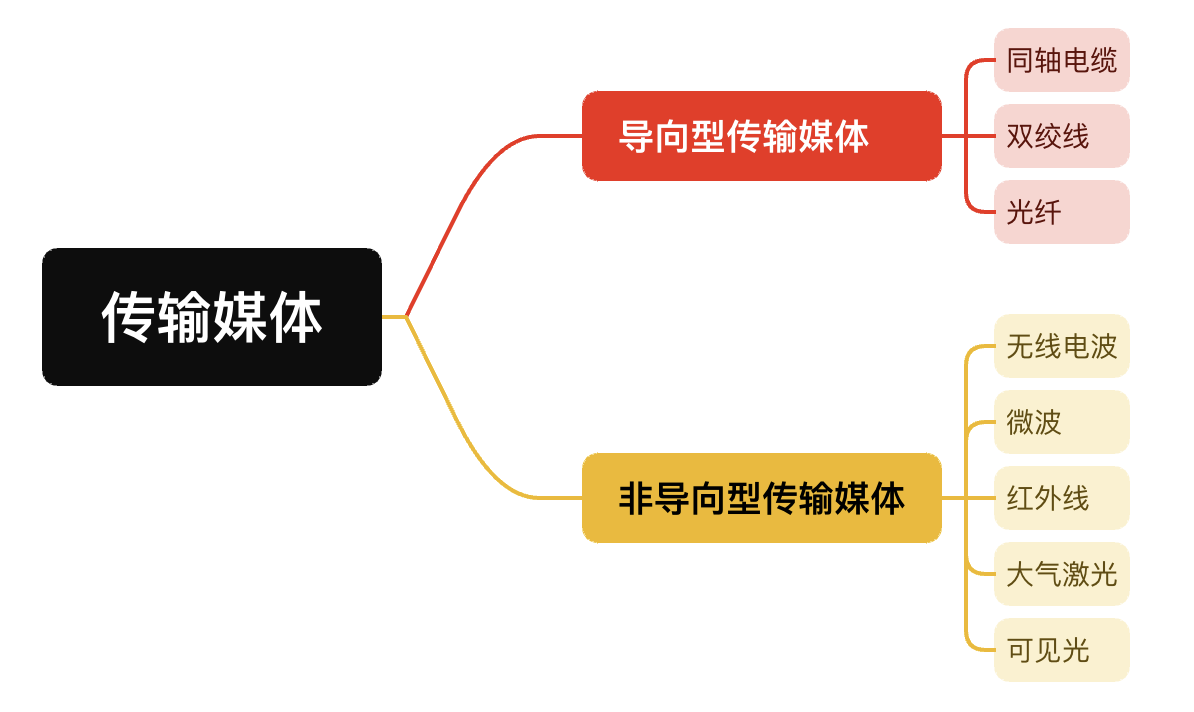 传输媒体
导向型传输媒体
同轴电缆
双绞线
光纤
非导向型传输媒体
无线电波
微波
红外线
大气激光
可见光